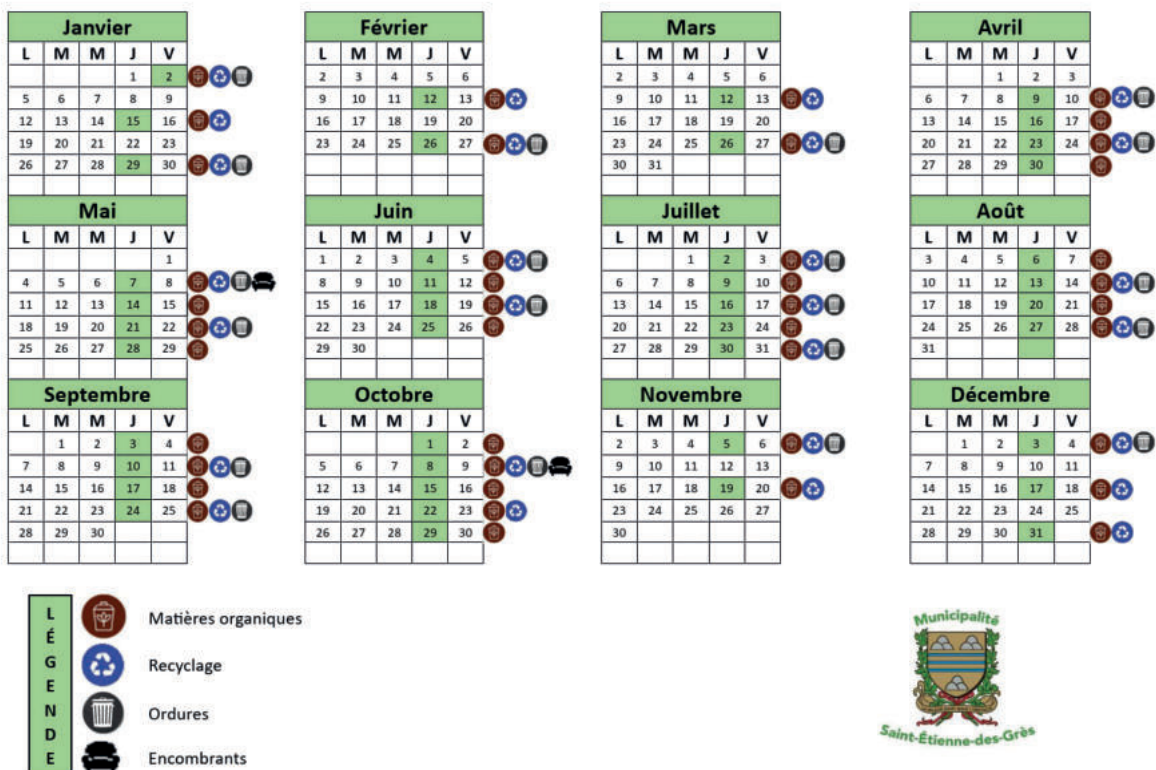 Janvier Février Mars Avril
L M M J V L M M J V L M M J V L M M J V
1 2 2 3 4 5 6 2 3 4 5 6 1 2 3
5 6 7 8 9 9 10 11 12 13 9 10 11 12 13 6 7 8 9 10
12 13 14 15 16 16 17 18 19 20 16 17 18 19 20 13 14 15 16 17
19 20 21 22 23 23 24 25 26 27 23 24 25 26 27 20 21 22 23 24
26 27 28 29 30 30 31 27 28 29 30
Mai Juin Juillet Août
L M M J V L M M J V L M M J V L M M J V
1 1 2 3 4 5 1 2 3 3 4 5 6 7
4 5 6 7 8 8 9 10 11 12 6 7 8 9 10 10 11 12 13 14
11 12 13 14 15 15 16 17 18 19 13 14 15 16 17 17 18 19 20 21
18 19 20 21 22 22 23 24 25 26 20 21 22 23 24 24 25 26 27 28
25 26 27 28 29 29 30 27 28 29 30 31 31
Septembre Octobre Novembre Décembre
L M M J V L M M J V L M M J V L M M J V
1 2 3 4 1 2 2 3 4 5 6 1 2 3 4
7 8 9 10 11 5 6 7 8 9 9 10 11 12 13 7 8 9 10 11
14 15 16 17 18 12 13 14 15 16 16 17 18 19 20 14 15 16 17 18
21 22 23 24 25 19 20 21 22 23 23 24 25 26 27 21 22 23 24 25
28 29 30 26 27 28 29 30 30 28 29 30 31
LÉGENDE
Matières organiques
Recyclage
Ordures
Encombrants
Municipalité
Saint-Étienne-des-Grès